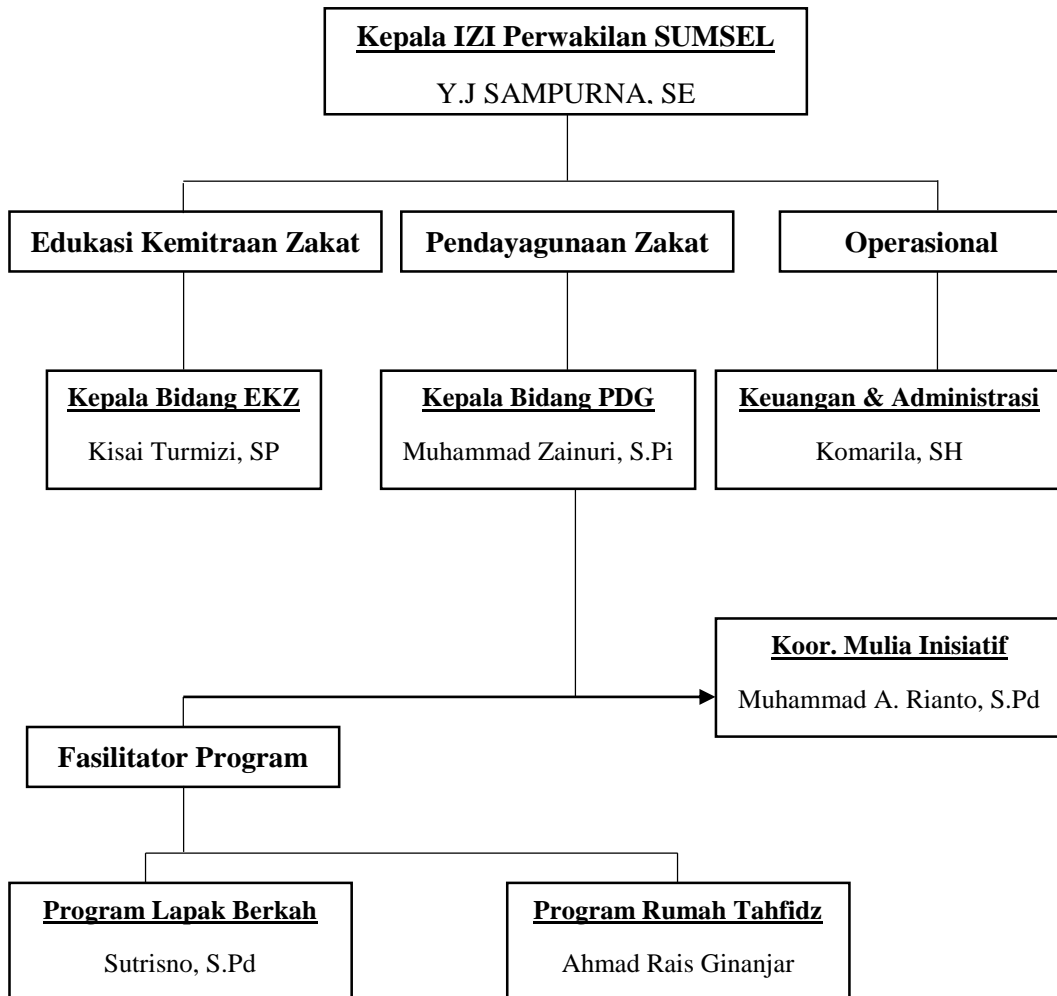 Kepala IZI Perwakilan SUMSEL
Y.J SAMPURNA, SE
Edukasi Kemitraan Zakat
Pendayagunaan Zakat
Operasional
Kepala Bidang EKZ
Kisai Turmizi, SP
Kepala Bidang PDG
Muhammad Zainuri, S.Pi
Keuangan & Administrasi
Komarila, SH
Koor. Mulia Inisiatif
Muhammad A. Rianto, S.Pd
Fasilitator Program
Program Lapak Berkah
Sutrisno, S.Pd
Program Rumah Tahfidz
Ahmad Rais Ginanjar